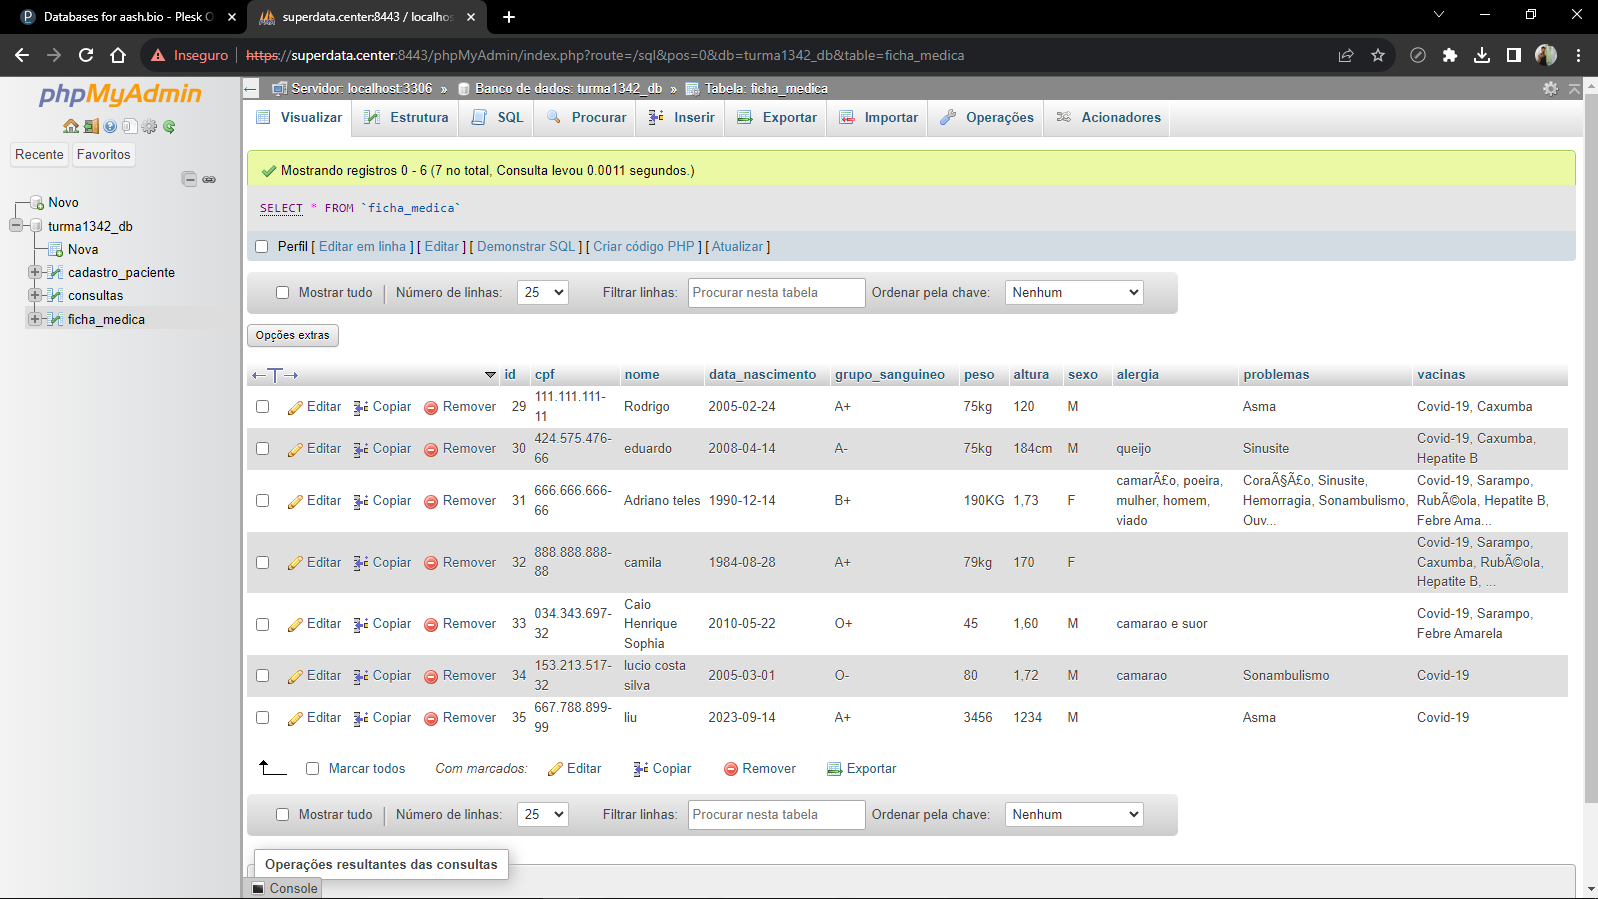 Databases for aash.bio - Plesk O
superdata.center:8443 / localhos
Inseguro
https://superdata.center:8443/phpMyAdmin/index.php?route=/sql&pos=0&db=turma1342_db&table=ficha_medica
phpMyAdmin
Recente Favoritos
Novo
turma1342_db
Nova
cadastro_paciente
consultas
ficha_medica
Servidor: localhost:3306 » Banco de dados: turma1342_db » Tabela: ficha_medica
Visualizar Estrutura SQL Procurar Inserir Exportar Importar Operações Acionadores
Mostrando registros 0 - 6 (7 no total, Consulta levou 0.0011 segundos.)
SELECT * FROM `ficha_medica`
Perfil [ Editar em linha ] [ Editar ] [ Demonstrar SQL ] [ Criar código PHP ] [ Atualizar ]
Mostrar tudo Número de linhas: 25 Filtrar linhas: Procurar nesta tabela Ordenar pela chave: Nenhum
Opções extras
id cpf nome data_nascimento grupo_sanguineo peso altura sexo alergia problemas vacinas
Editar Copiar Remover 29 111.111.111-
11 Rodrigo 2005-02-24 A+ 75kg 120 M Asma Covid-19, Caxumba
Editar Copiar Remover 30 424.575.476-
66 eduardo 2008-04-14 A- 75kg 184cm M queijo Sinusite Covid-19, Caxumba,
Hepatite B
Editar Copiar Remover 31 666.666.666-
66 Adriano teles 1990-12-14 B+ 190KG 1,73 F camarÃ£o, poeira,
mulher, homem,
viado
CoraÃ§Ã£o, Sinusite,
Hemorragia, Sonambulismo,
Ouv...
Covid-19, Sarampo,
RubÃ©ola, Hepatite B,
Febre Ama...
Editar Copiar Remover 32 888.888.888-
88 camila 1984-08-28 A+ 79kg 170 F Covid-19, Sarampo,
Caxumba, RubÃ©ola,
Hepatite B, ...
Editar Copiar Remover 33 034.343.697-
32 Caio
Henrique
Sophia
2010-05-22 O+ 45 1,60 M camarao e suor Covid-19, Sarampo,
Febre Amarela
Editar Copiar Remover 34 153.213.517-
32 lucio costa
silva
2005-03-01 O- 80 1,72 M camarao Sonambulismo Covid-19
Editar Copiar Remover 35 667.788.899-
99 liu 2023-09-14 A+ 3456 1234 M Asma Covid-19
Marcar todos Com marcados: Editar Copiar Remover Exportar
Mostrar tudo Número de linhas: 25 Filtrar linhas: Procurar nesta tabela Ordenar pela chave: Nenhum
Operações resultantes das consultas
Console